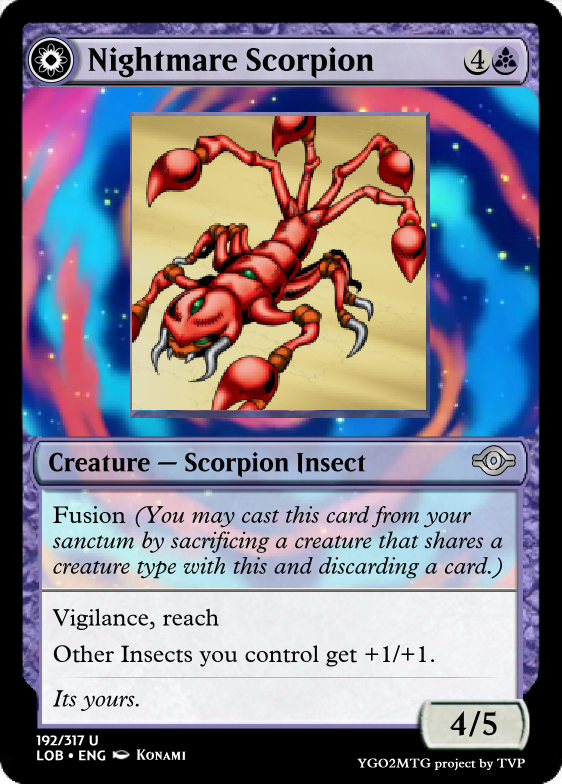 Nightmare Scorpion 4
Creature — Scorpion Insect
Fusion (You may cast this card from your
sanctum by sacrificing a creature that shares a
creature type with this and discarding a card.)
Vigilance, reach
Other Insects you control get +1/+1.
Its yours.
4/5
192/317 U
LOB • ENG Konami
YGO2MTG project by TVP